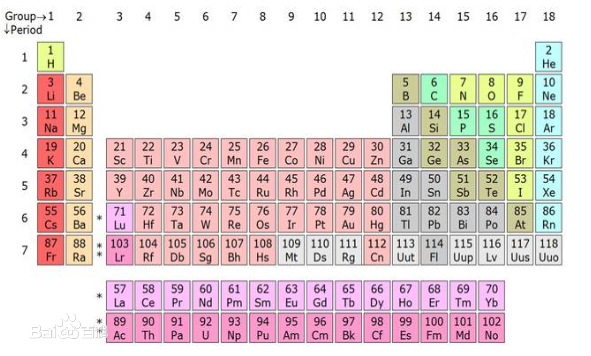 Group→1 2 3 4 5 6 7 8 9 10 11 12 13 14 15 16 17 18
↓Period
1 1 2
H He
2 3 4 5 6 7 8 9 10
Li Be B C N O F Ne
3 11 12 13 14 15 16 17 18
Na Mg Al Si P S Cl Ar
4 19 20 21 22 23 24 25 26 27 28 29 30 31 32 33 34 35 36
K Ca Sc Ti V Cr Mn Fe Co Ni Cu Zn Ga Ge As Se Br Kr
5 37 38 39 40 41 42 43 44 45 46 47 48 49 50 51 52 53 54
Rb Sr Y Zr Nb Mo Tc Ru Rh Pd Ag Cd In Sn Sb Te I Xe
6 55 56 * 71 72 73 74 75 76 77 78 79 80 81 82 83 84 85 86
Cs Ba Lu Hf Ta W Re Os Ir Pt Au Hg Tl Pb Bi Po At Rn
7 87 88 * 103 104 105 106 107 108 109 110 111 112 113 114 115 116 117 118
Fr Ra * Lr Rf Db Sg Bh Hs Mt Ds Rg Cn Uut Fl Uup Lv Uus Uuo
* 57 58 59 60 61 62 63 64 65 66 67 68 69 70
La Ce Pr Nd Pm Sm Eu Gd Tb Dy Ho Er Tm Yb
* 89 90 91 92 93 94 95 96 97 98 99 100 101 102
* Ac Th Pa U Np Pu Am Cm Bk Cf Es Fm Md No
Bai百科